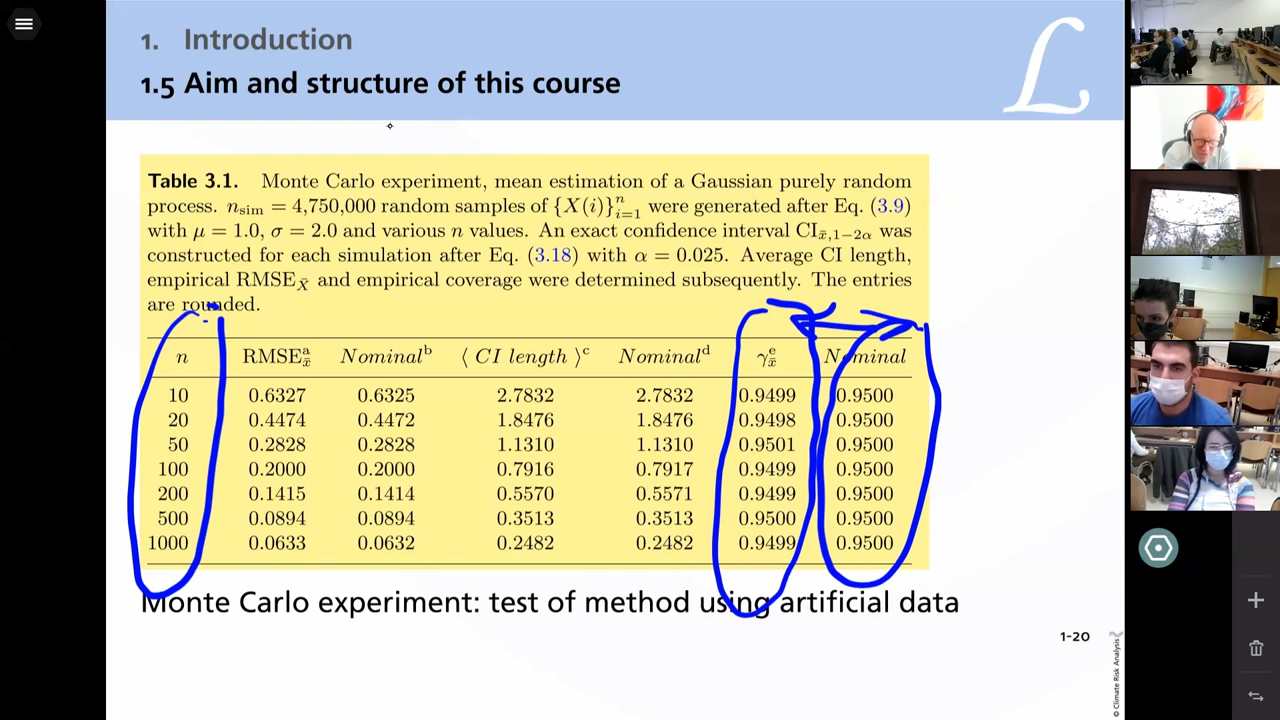 1. Introduction
1.5 Aim and structure of this course
L
Table 3.1. Monte Carlo experiment, mean estimation of a Gaussian purely random
process. nsim = 4,750,000 random samples of {X(i)}ⁿᵢ₌₁ were generated after Eq. (3.9)
with μ = 1.0, σ = 2.0 and various n values. An exact confidence interval CIx̄,1−2α was
constructed for each simulation after Eq. (3.18) with α = 0.025. Average CI length,
empirical RMSEX̄ and empirical coverage were determined subsequently. The entries
are rounded.
n RMSEᵃx̄ Nominalᵇ ⟨ CI length ⟩ᶜ Nominalᵈ γᵉx̄ Nominal
10 0.6327 0.6325 2.7832 2.7832 0.9499 0.9500
20 0.4474 0.4472 1.8476 1.8476 0.9498 0.9500
50 0.2828 0.2828 1.1310 1.1310 0.9501 0.9500
100 0.2000 0.2000 0.7916 0.7917 0.9499 0.9500
200 0.1415 0.1414 0.5570 0.5571 0.9499 0.9500
500 0.0894 0.0894 0.3513 0.3513 0.9500 0.9500
1000 0.0633 0.0632 0.2482 0.2482 0.9499 0.9500
Monte Carlo experiment: test of method using artificial data
1-20
© Climate Risk Analysis